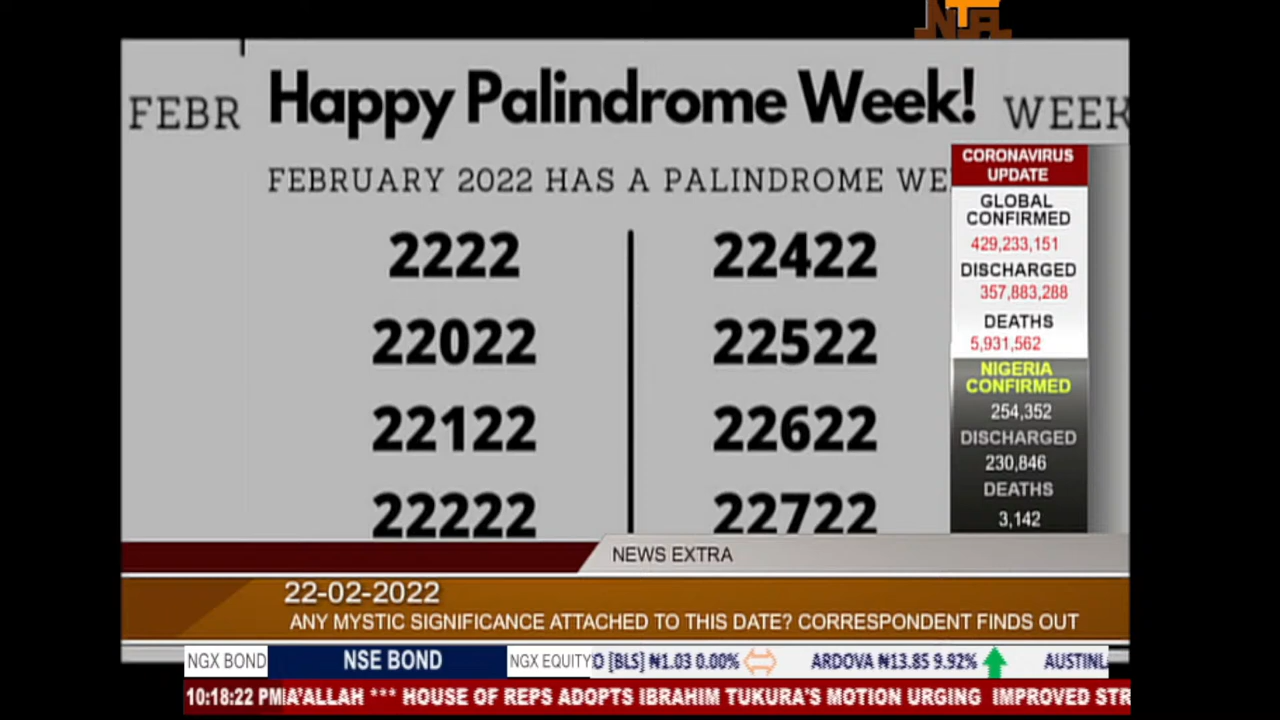 NTA
Happy Palindrome Week!
FEBR
WEEK
FEBRUARY 2022 HAS A PALINDROME WE
2222
22022
22122
22222
22422
22522
22622
22722
CORONAVIRUS
UPDATE
GLOBAL
CONFIRMED
429,233,151
DISCHARGED
357,883,288
DEATHS
5,931,562
NIGERIA
CONFIRMED
254,352
DISCHARGED
230,846
DEATHS
3,142
NEWS EXTRA
22-02-2022
ANY MYSTIC SIGNIFICANCE ATTACHED TO THIS DATE? CORRESPONDENT FINDS OUT
NGX BOND NSE BOND NGX EQUITY O [BLS] ₦1.03 0.00% ARDOVA ₦13.85 9.92% AUSTINL
10:18:22 PM A'ALLAH *** HOUSE OF REPS ADOPTS IBRAHIM TUKURA'S MOTION URGING IMPROVED STR